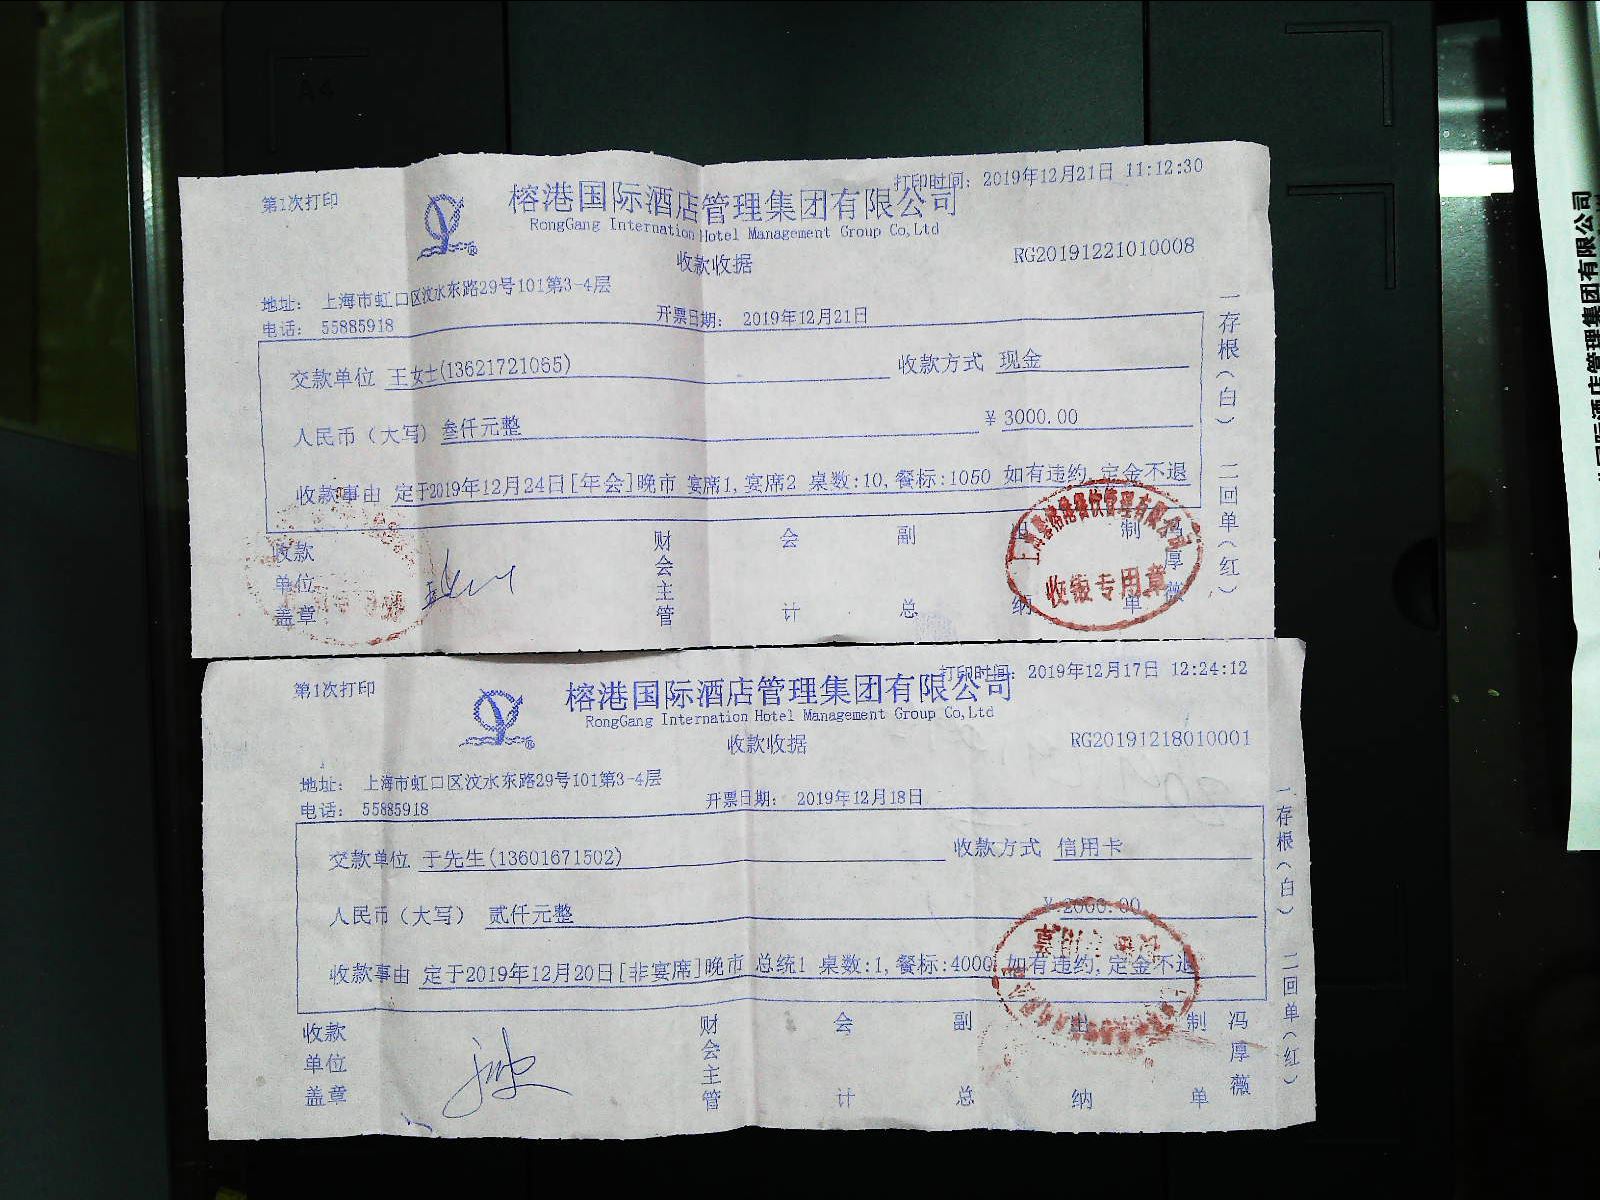 第1次打印
打印时间: 2019年12月21日 11:12:30
榕港国际酒店管理集团有限公司
RongGang Internation Hotel Management Group Co,Ltd
收款收据
RG20191221010008
地址: 上海市虹口区汶水东路29号101第3-4层
电话: 55885918
开票日期: 2019年12月21日
交款单位 王女士(13621721065)
收款方式 现金
人民币（大写） 叁仟元整
¥ 3000.00
收款事由 定于2019年12月24日[年会]晚市 宴席1,宴席2 桌数:10,餐标:1050 如有违约,定金不退
收款单位盖章
财会主管
会计
副总
出纳
制单
冯厚薇
收银专用章
一存根（白） 二回单（红）
第1次打印
打印时间: 2019年12月17日 12:24:12
榕港国际酒店管理集团有限公司
RongGang Internation Hotel Management Group Co,Ltd
收款收据
RG20191218010001
地址: 上海市虹口区汶水东路29号101第3-4层
电话: 55885918
开票日期: 2019年12月18日
交款单位 于先生(13601671502)
收款方式 信用卡
人民币（大写） 贰仟元整
¥ 2000.00
收款事由 定于2019年12月20日[非宴席]晚市 总统1 桌数:1,餐标:4000 如有违约,定金不退
收款单位盖章
财会主管
会计
副总
出纳
制单
冯厚薇
一存根（白） 二回单（红）
酒店管理集团有限公司
A4